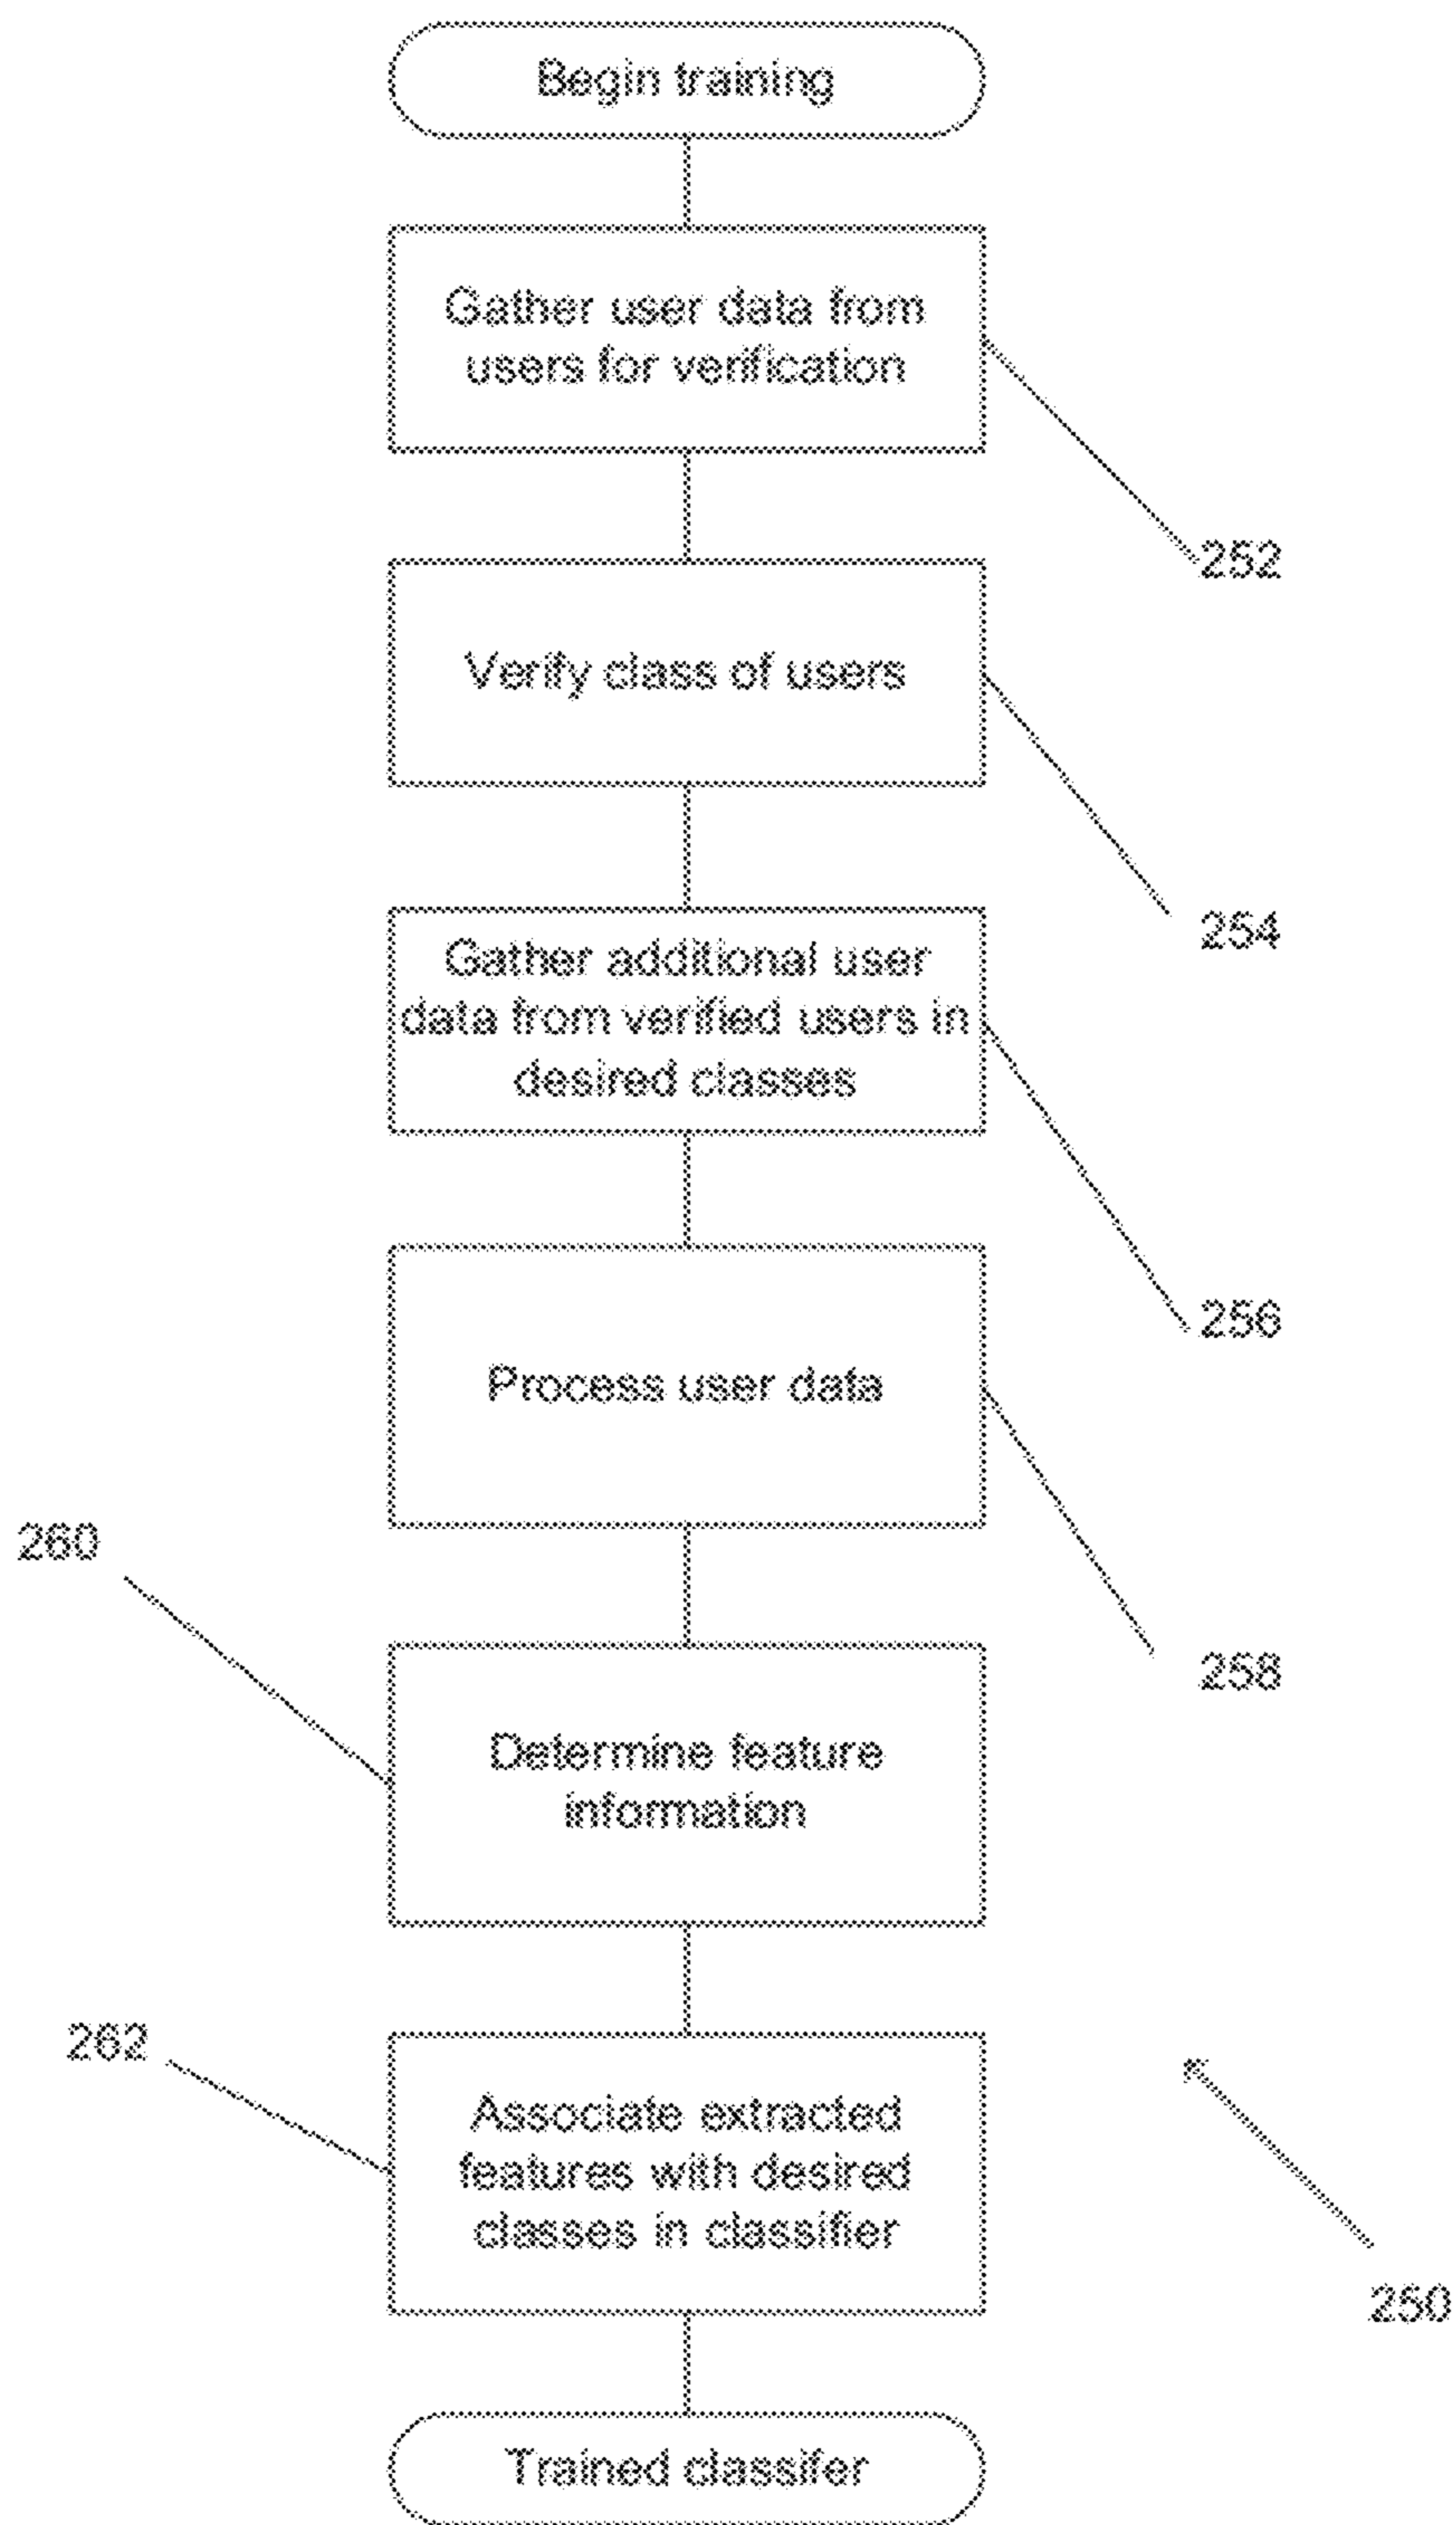 Begin training
Gather user data from
users for verification
252
Verify class of users
254
Gather additional user
data from verified users in
desired classes
256
Process user data
258
260
Determine feature
information
262
Associate extracted
features with desired
classes in classifier
250
Trained classifer